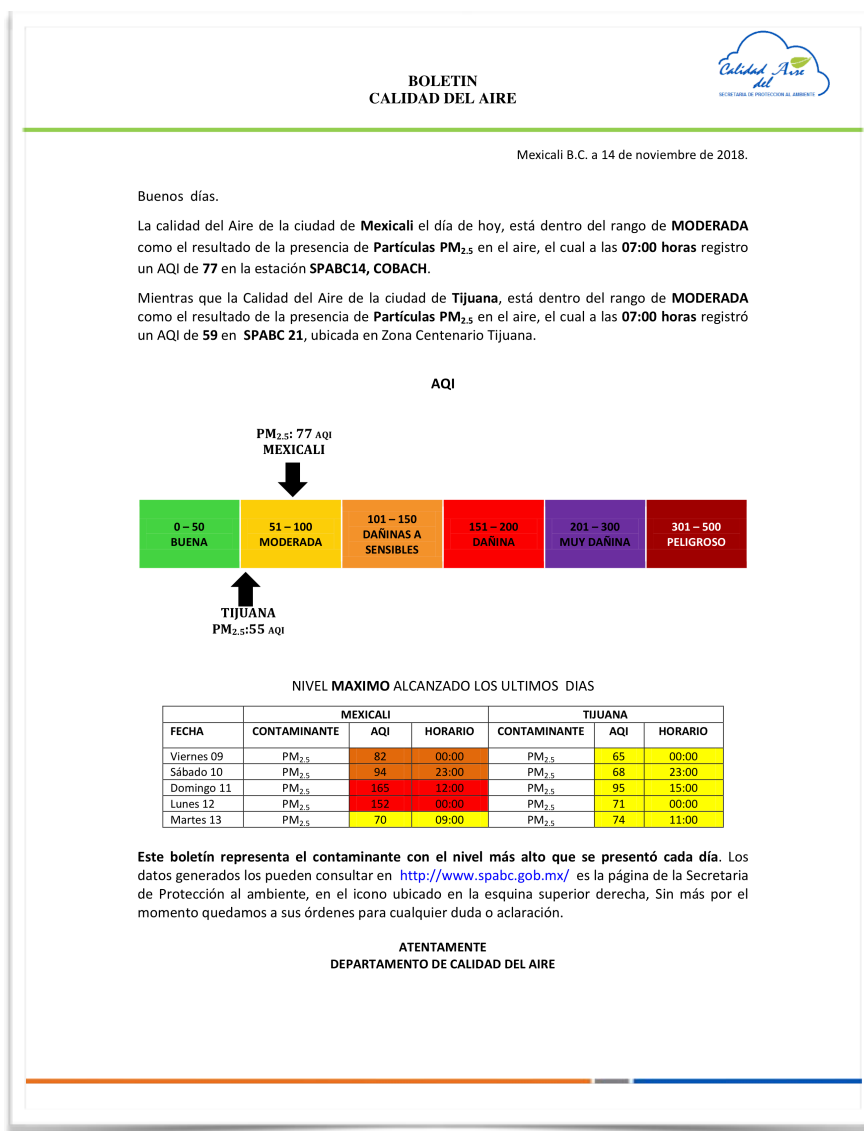 BOLETIN
CALIDAD DEL AIRE
Calidad Aire
del
SECRETARIA DE PROTECCION AL AMBIENTE
Mexicali B.C. a 14 de noviembre de 2018.
Buenos días.
La calidad del Aire de la ciudad de Mexicali el día de hoy, está dentro del rango de MODERADA
como el resultado de la presencia de Partículas PM2.5 en el aire, el cual a las 07:00 horas registro
un AQI de 77 en la estación SPABC14, COBACH.
Mientras que la Calidad del Aire de la ciudad de Tijuana, está dentro del rango de MODERADA
como el resultado de la presencia de Partículas PM2.5 en el aire, el cual a las 07:00 horas registró
un AQI de 59 en SPABC 21, ubicada en Zona Centenario Tijuana.
AQI
PM2.5: 77 AQI
MEXICALI
0 – 50
BUENA
51 – 100
MODERADA
101 – 150
DAÑINAS A
SENSIBLES
151 – 200
DAÑINA
201 – 300
MUY DAÑINA
301 – 500
PELIGROSO
TIJUANA
PM2.5:55 AQI
NIVEL MAXIMO ALCANZADO LOS ULTIMOS DIAS
MEXICALI TIJUANA
FECHA CONTAMINANTE AQI HORARIO CONTAMINANTE AQI HORARIO
Viernes 09 PM2.5 82 00:00 PM2.5 65 00:00
Sábado 10 PM2.5 94 23:00 PM2.5 68 23:00
Domingo 11 PM2.5 165 12:00 PM2.5 95 15:00
Lunes 12 PM2.5 152 00:00 PM2.5 71 00:00
Martes 13 PM2.5 70 09:00 PM2.5 74 11:00
Este boletín representa el contaminante con el nivel más alto que se presentó cada día. Los
datos generados los pueden consultar en http://www.spabc.gob.mx/ es la página de la Secretaria
de Protección al ambiente, en el icono ubicado en la esquina superior derecha, Sin más por el
momento quedamos a sus órdenes para cualquier duda o aclaración.
ATENTAMENTE
DEPARTAMENTO DE CALIDAD DEL AIRE